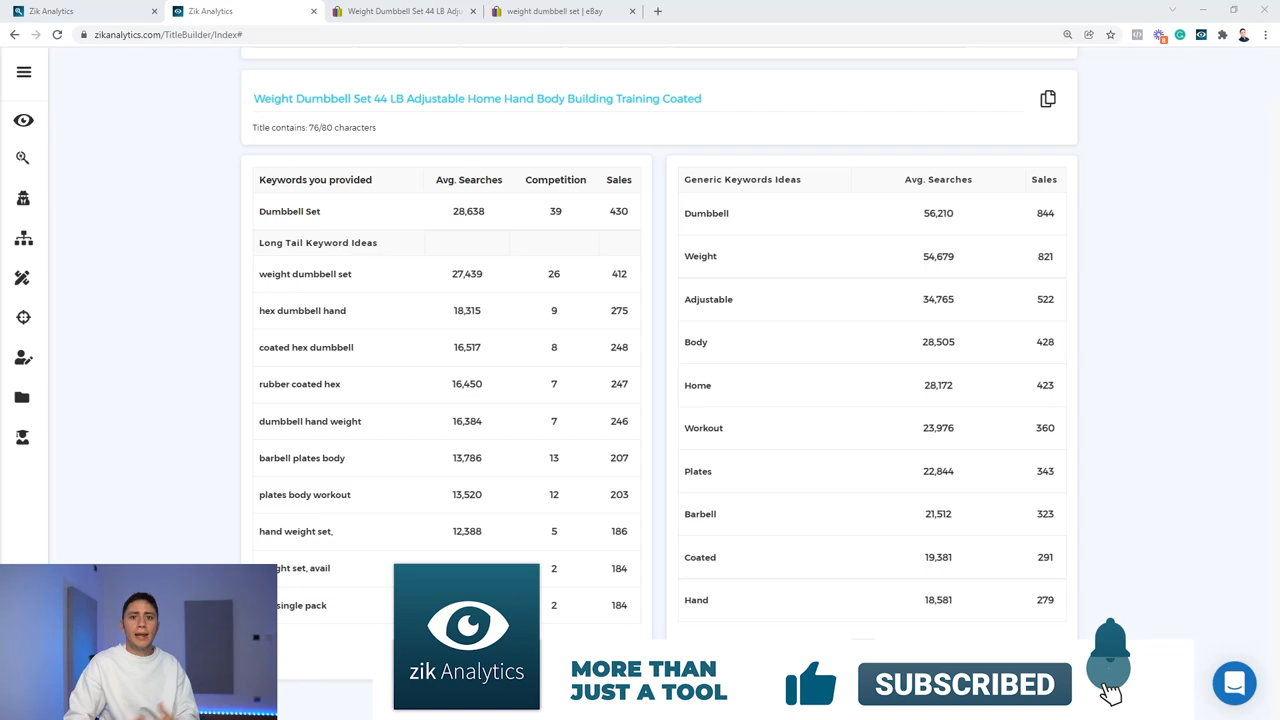 Zik Analytics
Zik Analytics
Weight Dumbbell Set 44 LB Adju
weight dumbbell set | eBay
zikanalytics.com/TitleBuilder/Index#
8
Weight Dumbbell Set 44 LB Adjustable Home Hand Body Building Training Coated
Title contains: 76/80 characters
Keywords you provided Avg. Searches Competition Sales
Dumbbell Set 28,638 39 430
Long Tail Keyword Ideas
weight dumbbell set 27,439 26 412
hex dumbbell hand 18,315 9 275
coated hex dumbbell 16,517 8 248
rubber coated hex 16,450 7 247
dumbbell hand weight 16,384 7 246
barbell plates body 13,786 13 207
plates body workout 13,520 12 203
hand weight set, 12,388 5 186
ght set, avail 2 184
single pack 2 184
Generic Keywords Ideas Avg. Searches Sales
Dumbbell 56,210 844
Weight 54,679 821
Adjustable 34,765 522
Body 28,505 428
Home 28,172 423
Workout 23,976 360
Plates 22,844 343
Barbell 21,512 323
Coated 19,381 291
Hand 18,581 279
zik Analytics
MORE THAN
JUST A TOOL
SUBSCRIBED